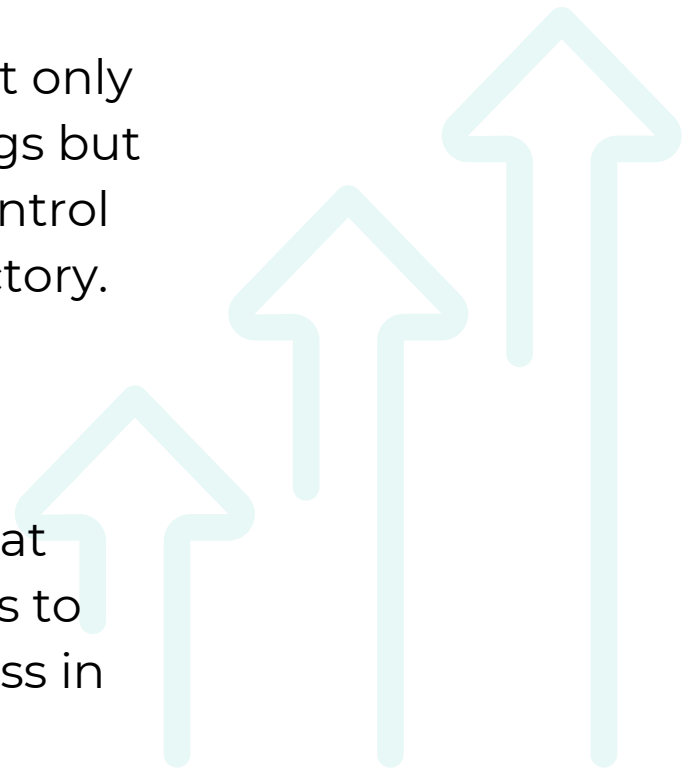 t only
gs but
ntrol
ctory.
at
s to
ss in